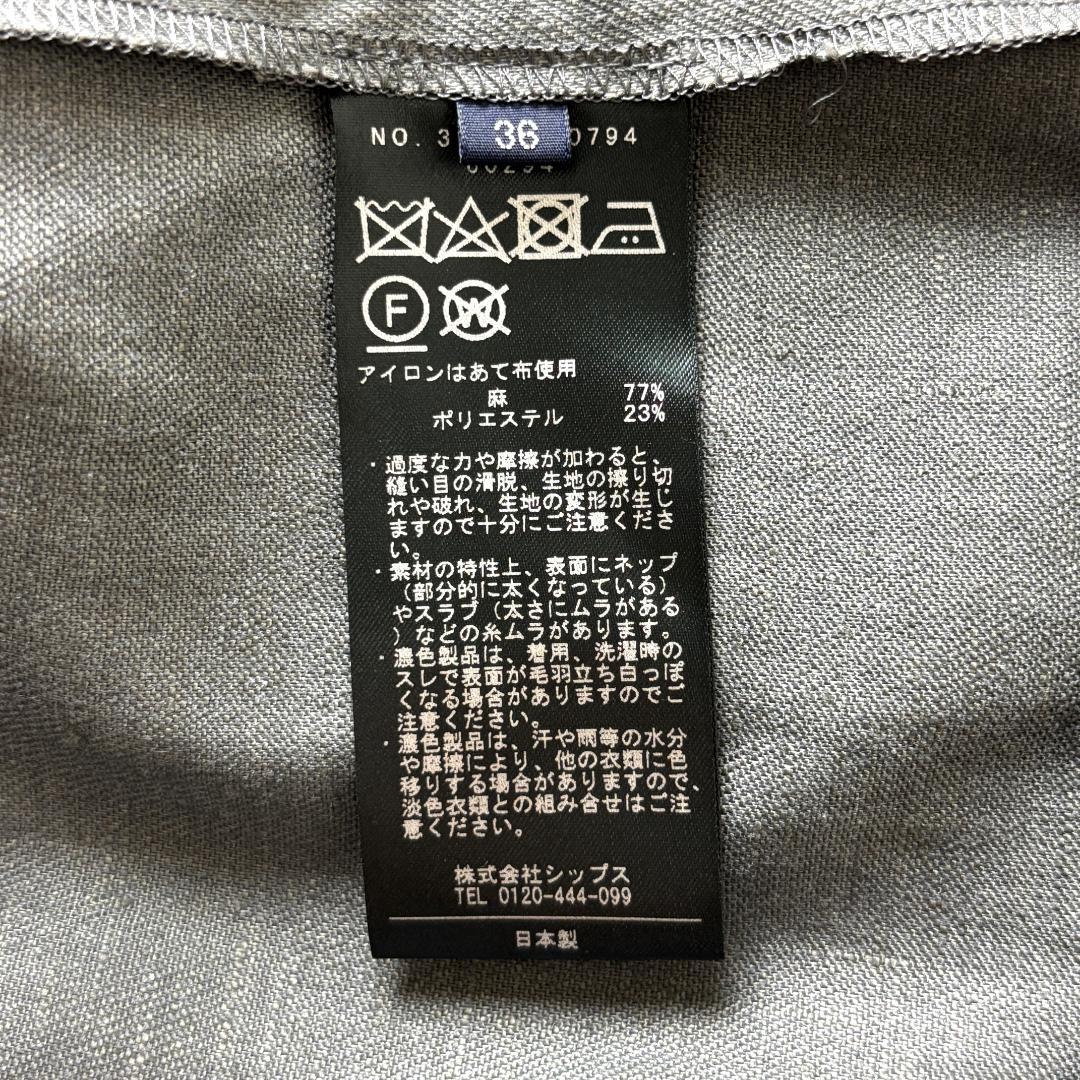 NO. 3
36
0794
00294
F
W
アイロンはあて布使用
麻 77%
ポリエステル 23%
・過度な力や摩擦が加わると、
縫い目の滑脱、生地の擦り切
れや破れ、生地の変形が生じ
ますので十分にご注意くださ
い。
・素材の特性上、表面にネップ
（部分的に太くなっている）
やスラブ（太さにムラがある
）などの糸ムラがあります。
・濃色製品は、着用、洗濯時の
スレで表面が毛羽立ち白っぽ
くなる場合がありますのでご
注意ください。
・濃色製品は、汗や雨等の水分
や摩擦により、他の衣類に色
移りする場合がありますので、
淡色衣類との組み合せはご注
意ください。
株式会社シップス
TEL 0120-444-099
日本製